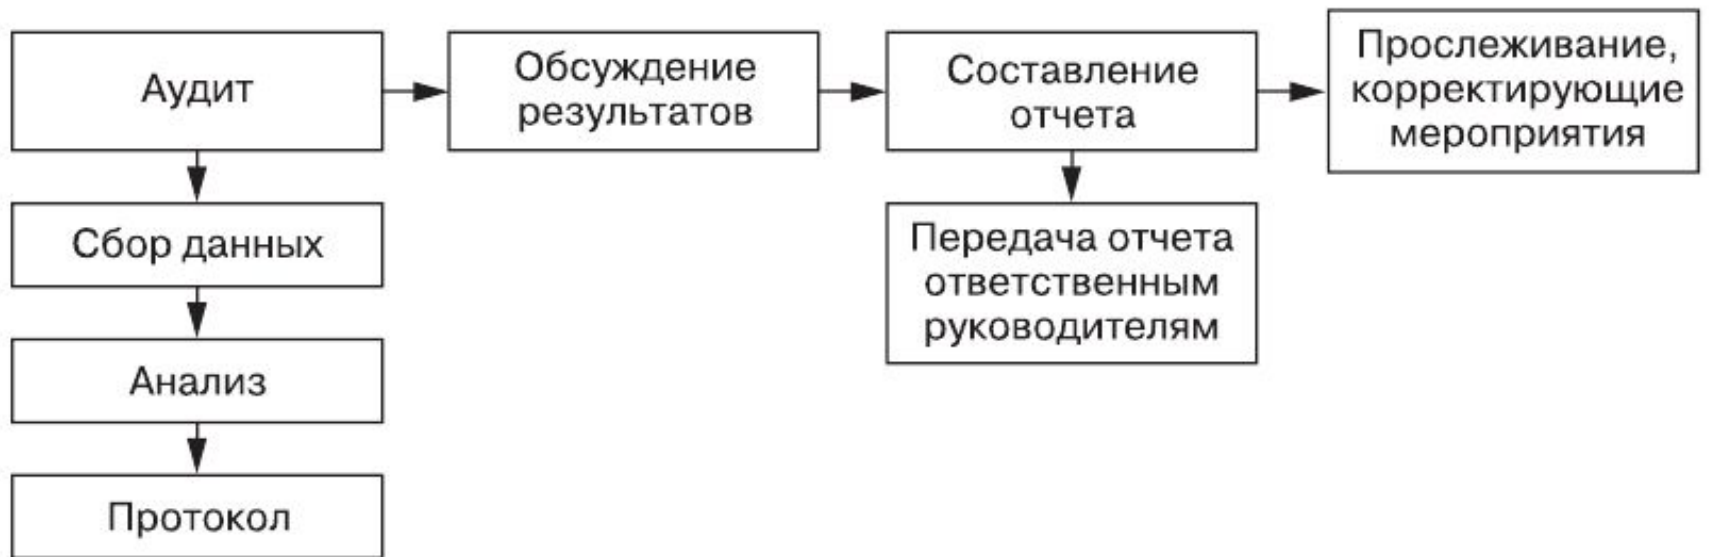 Аудит
Обсуждение
результатов
Составление
отчета
Прослеживание,
корректирующие
мероприятия
Сбор данных
Передача отчета
ответственным
руководителям
Анализ
Протокол